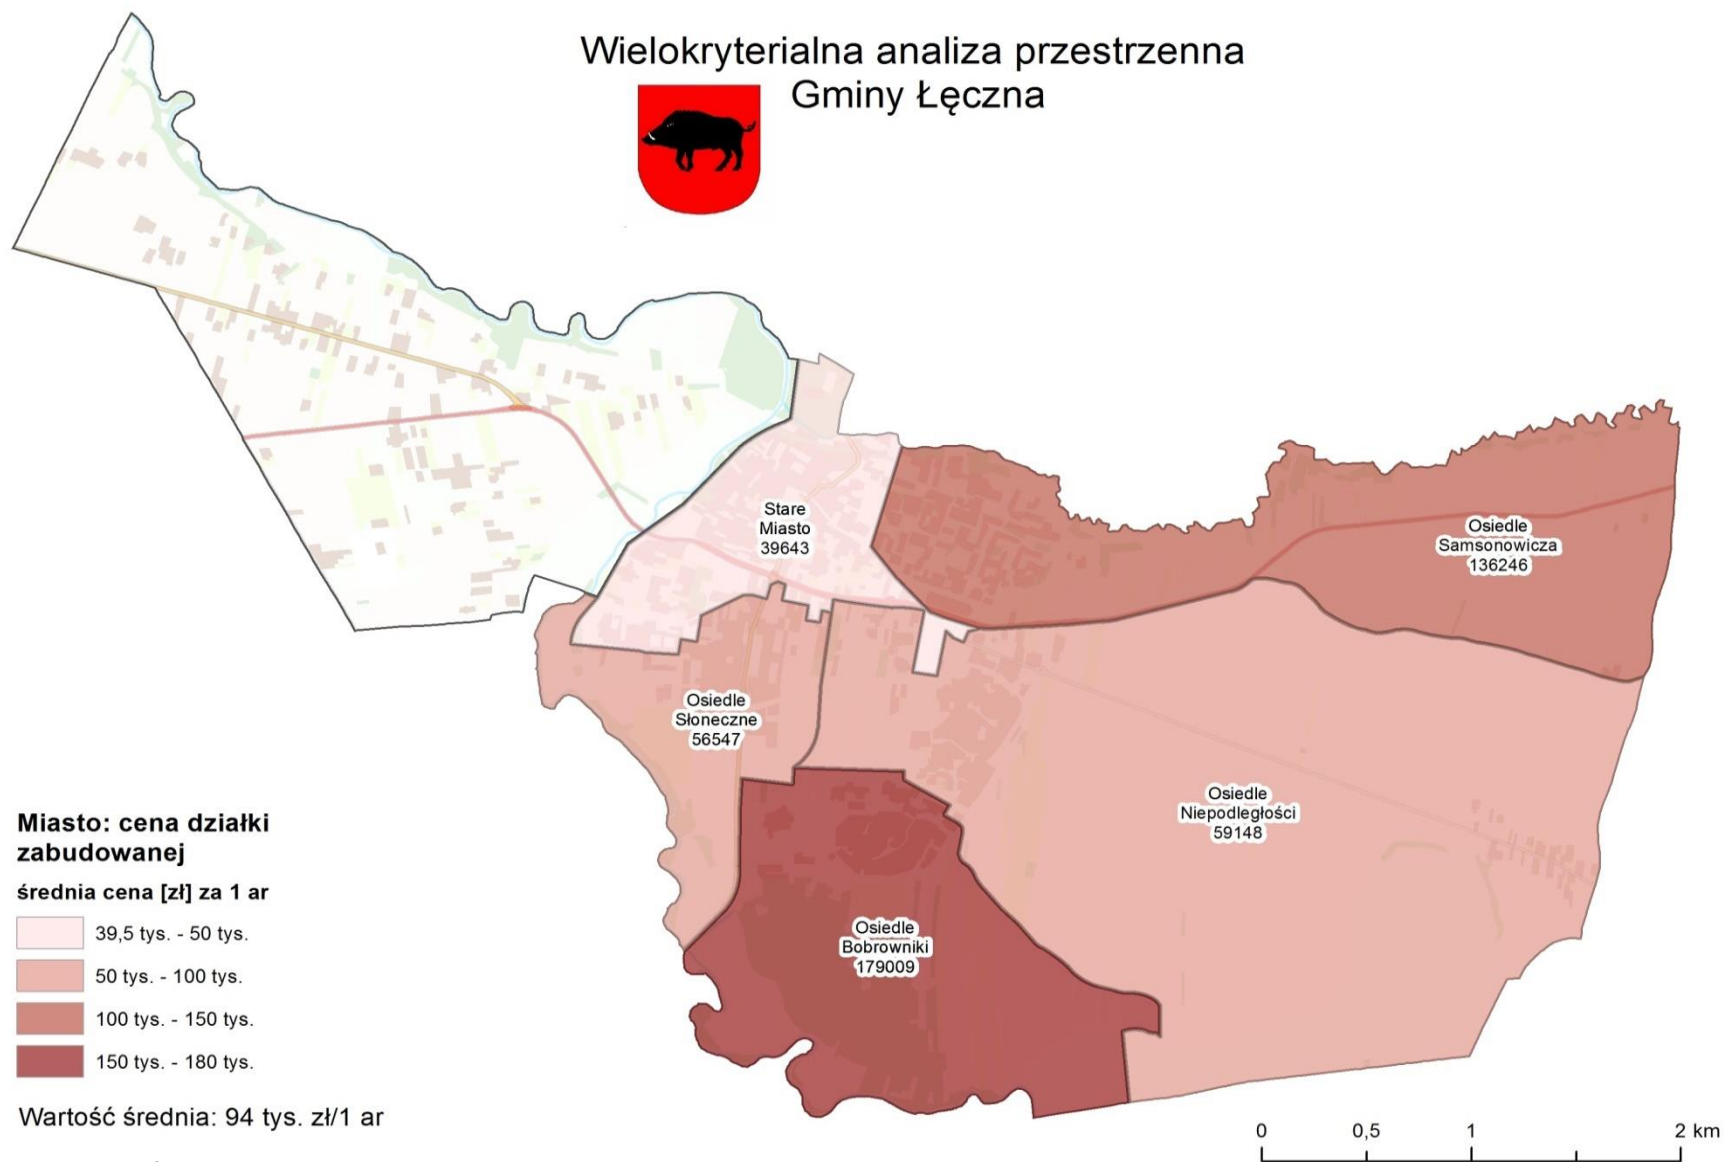 Wielokryterialna analiza przestrzenna
Gminy Łęczna
Stare
Miasto
39643
Osiedle
Samsonowicza
136246
Osiedle
Słoneczne
56547
Osiedle
Niepodległości
59148
Osiedle
Bobrowniki
179009
Miasto: cena działki
zabudowanej
średnia cena [zł] za 1 ar
39,5 tys. - 50 tys.
50 tys. - 100 tys.
100 tys. - 150 tys.
150 tys. - 180 tys.
Wartość średnia: 94 tys. zł/1 ar
0 0,5 1 2 km